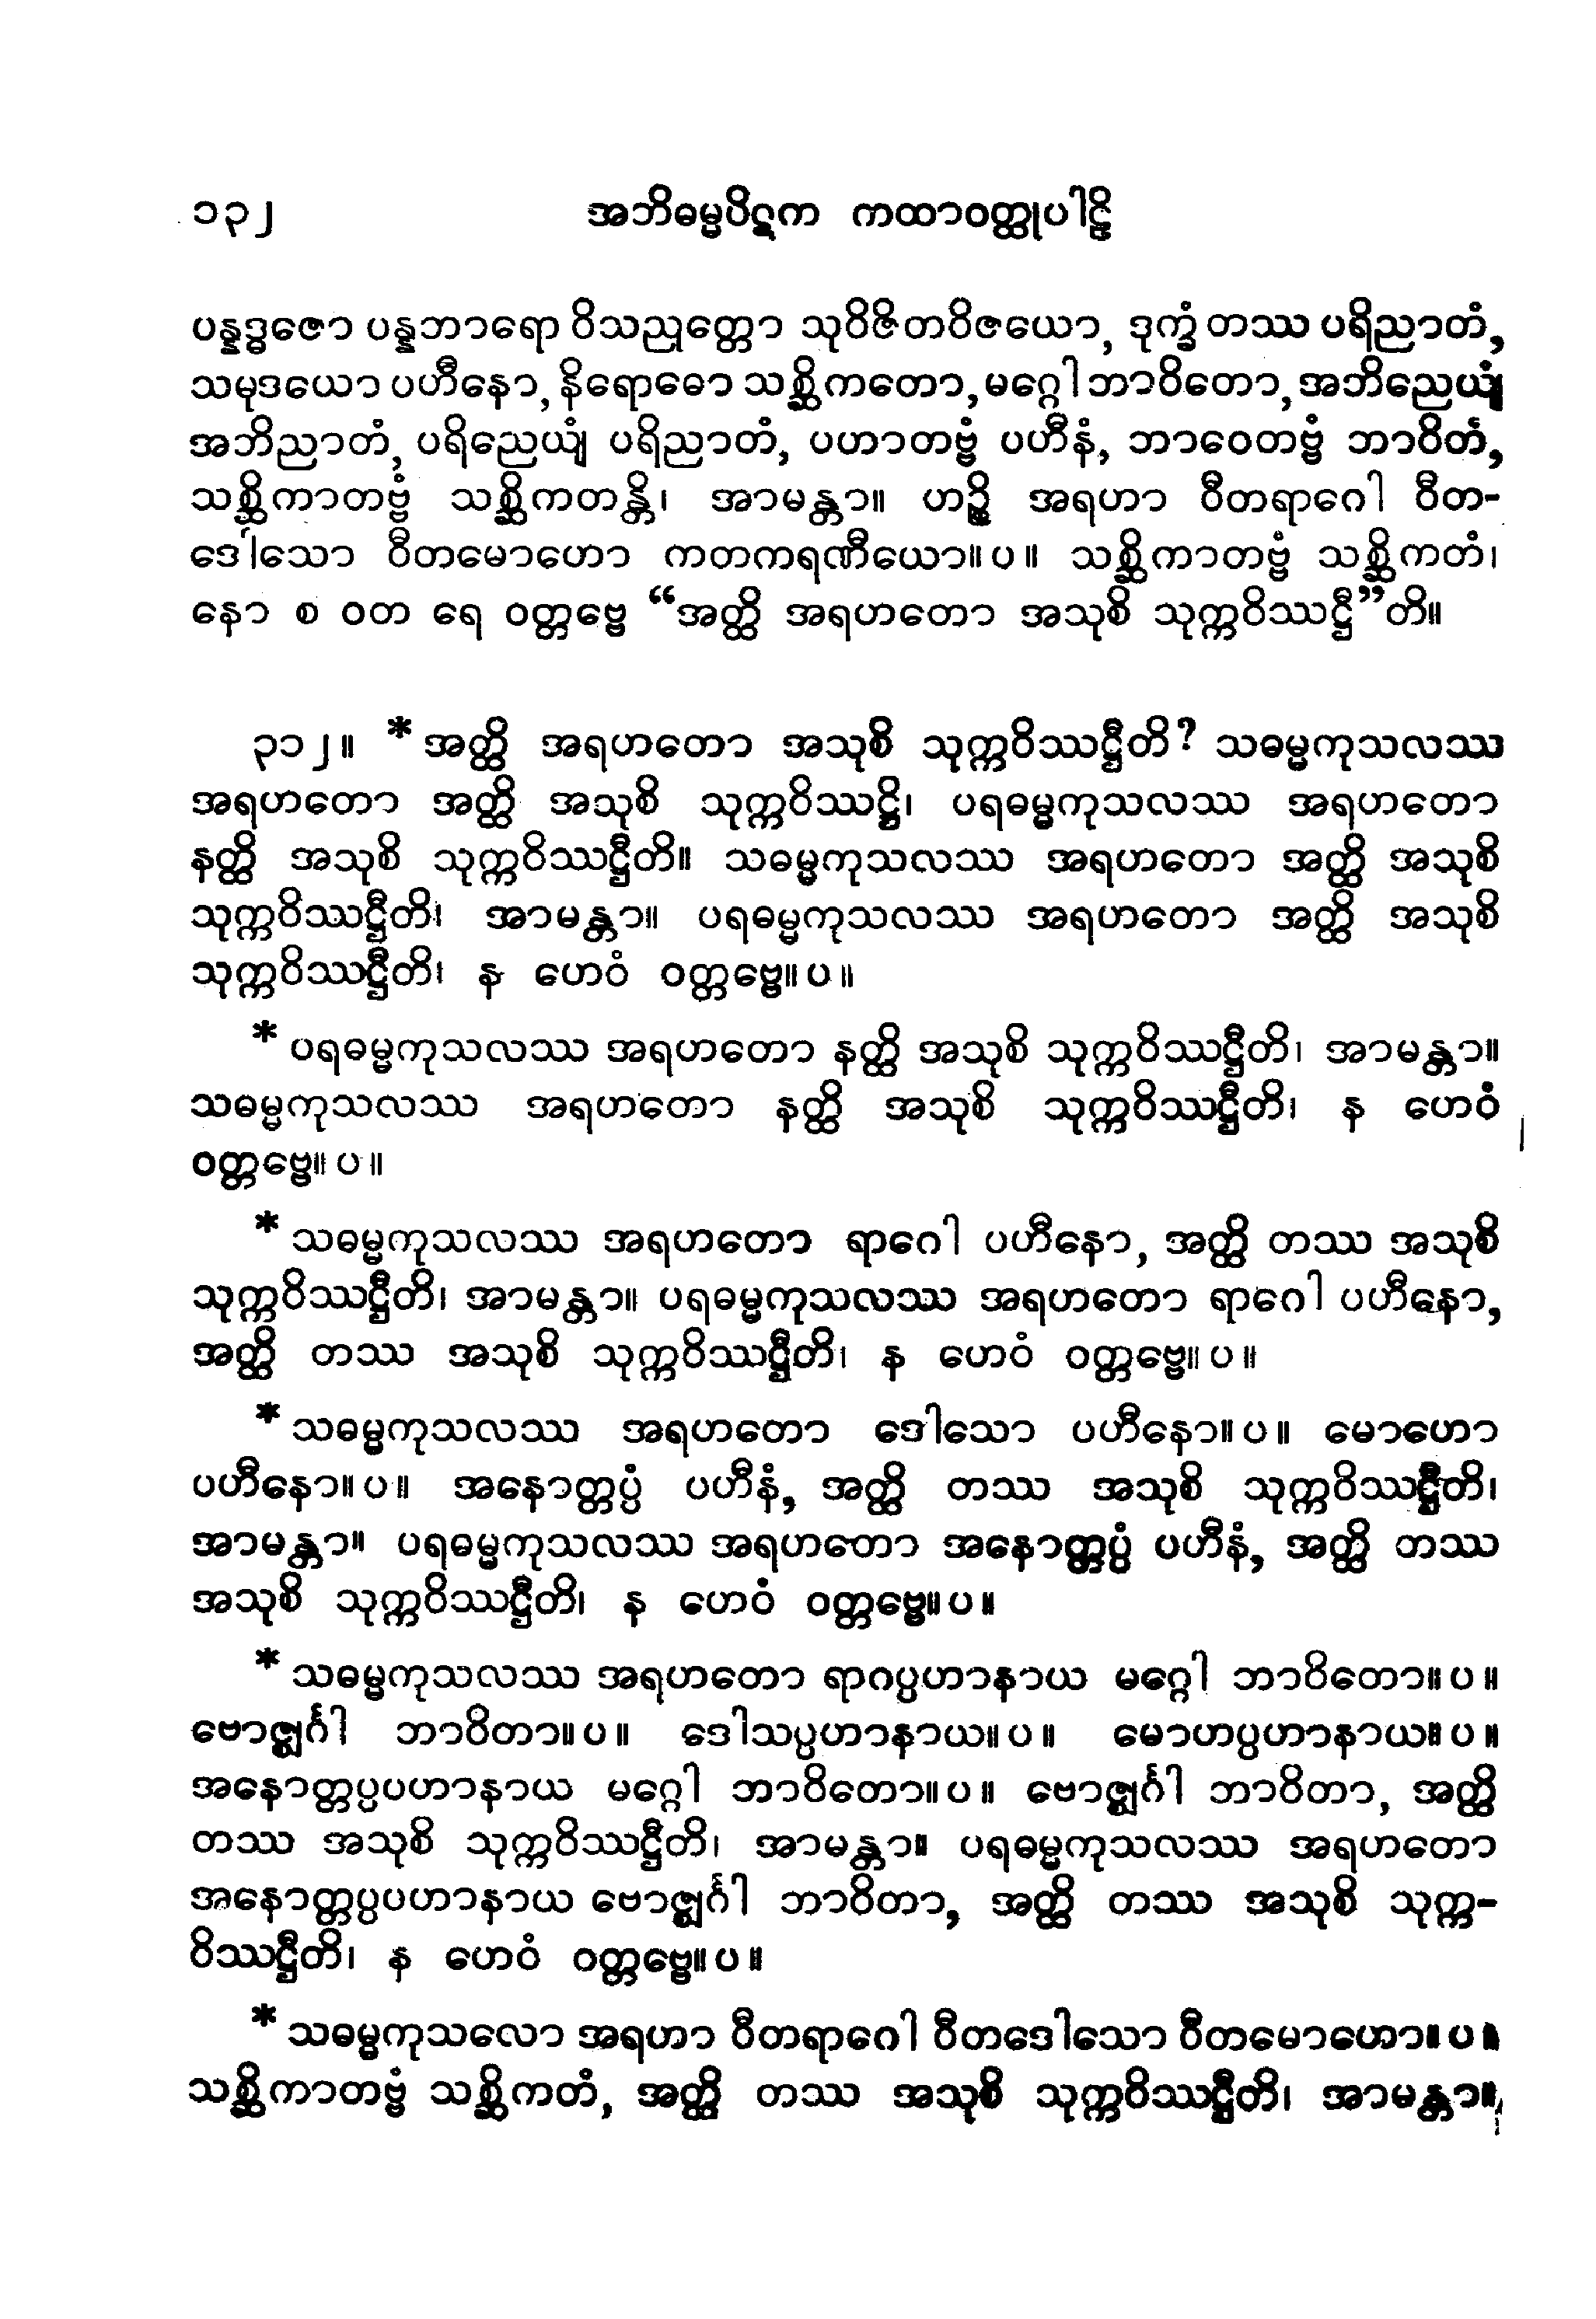 ၁၃၂ အဘိဓမ္မပိဋက ကထာဝတ္ထုပါဠိ
ပန္နဒ္ဓဇော ပန္နဘာရော ဝိသညုတ္တော သုဝိဇိတဝိဇယော, ဒုက္ခံ တဿ ပရိညာတံ,
သမုဒယော ပဟီနော, နိရောဓော သစ္ဆိကတော, မဂ္ဂေါ ဘာဝိတော, အဘိညေယျံ
အဘိညာတံ, ပရိညေယျံ ပရိညာတံ, ပဟာတဗ္ဗံ ပဟီနံ, ဘာဝေတဗ္ဗံ ဘာဝိတံ,
သစ္ဆိကာတဗ္ဗံ သစ္ဆိကတန္တိ၊ အာမန္တာ။ ဟဉ္စိ အရဟာ ဝီတရာဂေါ ဝီတ-
ဒေါသော ဝီတမောဟော ကတကရဏီယော။ပ။ သစ္ဆိကာတဗ္ဗံ သစ္ဆိကတံ၊
နော စ ဝတ ရေ ဝတ္တဗ္ဗေ “အတ္ထိ အရဟတော အသုစိ သုက္ကဝိဿဋ္ဌီ”တိ။
၃၁၂။ *အတ္ထိ အရဟတော အသုစိ သုက္ကဝိဿဋ္ဌီတိ? သဓမ္မကုသလဿ
အရဟတော အတ္ထိ အသုစိ သုက္ကဝိဿဋ္ဌိ၊ ပရဓမ္မကုသလဿ အရဟတော
နတ္ထိ အသုစိ သုက္ကဝိဿဋ္ဌီတိ။ သဓမ္မကုသလဿ အရဟတော အတ္ထိ အသုစိ
သုက္ကဝိဿဋ္ဌီတိ၊ အာမန္တာ။ ပရဓမ္မကုသလဿ အရဟတော အတ္ထိ အသုစိ
သုက္ကဝိဿဋ္ဌီတိ၊ န ဟေဝံ ဝတ္တဗ္ဗေ။ပ။
*ပရဓမ္မကုသလဿ အရဟတော နတ္ထိ အသုစိ သုက္ကဝိဿဋ္ဌီတိ၊ အာမန္တာ။
သဓမ္မကုသလဿ အရဟတော နတ္ထိ အသုစိ သုက္ကဝိဿဋ္ဌီတိ၊ န ဟေဝံ
ဝတ္တဗ္ဗေ။ပ။
*သဓမ္မကုသလဿ အရဟတော ရာဂေါ ပဟီနော, အတ္ထိ တဿ အသုစိ
သုက္ကဝိဿဋ္ဌီတိ၊ အာမန္တာ။ ပရဓမ္မကုသလဿ အရဟတော ရာဂေါ ပဟီနော,
အတ္ထိ တဿ အသုစိ သုက္ကဝိဿဋ္ဌီတိ၊ န ဟေဝံ ဝတ္တဗ္ဗေ။ပ။
*သဓမ္မကုသလဿ အရဟတော ဒေါသော ပဟီနော။ပ။ မောဟော
ပဟီနော။ပ။ အနောတ္တပ္ပံ ပဟီနံ, အတ္ထိ တဿ အသုစိ သုက္ကဝိဿဋ္ဌီတိ၊
အာမန္တာ။ ပရဓမ္မကုသလဿ အရဟတော အနောတ္တပ္ပံ ပဟီနံ, အတ္ထိ တဿ
အသုစိ သုက္ကဝိဿဋ္ဌီတိ၊ န ဟေဝံ ဝတ္တဗ္ဗေ။ပ။
*သဓမ္မကုသလဿ အရဟတော ရာဂပ္ပဟာနာယ မဂ္ဂေါ ဘာဝိတော။ပ။
ဗောဇ္ဈင်္ဂါ ဘာဝိတာ။ပ။ ဒေါသပ္ပဟာနာယ။ပ။ မောဟပ္ပဟာနာယ။ပ။
အနောတ္တပ္ပပဟာနာယ မဂ္ဂေါ ဘာဝိတော။ပ။ ဗောဇ္ဈင်္ဂါ ဘာဝိတာ, အတ္ထိ
တဿ အသုစိ သုက္ကဝိဿဋ္ဌီတိ၊ အာမန္တာ။ ပရဓမ္မကုသလဿ အရဟတော
အနောတ္တပ္ပပဟာနာယ ဗောဇ္ဈင်္ဂါ ဘာဝိတာ, အတ္ထိ တဿ အသုစိ သုက္က-
ဝိဿဋ္ဌီတိ၊ န ဟေဝံ ဝတ္တဗ္ဗေ။ပ။
*သဓမ္မကုသလော အရဟာ ဝီတရာဂေါ ဝီတဒေါသော ဝီတမောဟော။ပ။
သစ္ဆိကာတဗ္ဗံ သစ္ဆိကတံ, အတ္ထိ တဿ အသုစိ သုက္ကဝိဿဋ္ဌီတိ၊ အာမန္တာ။